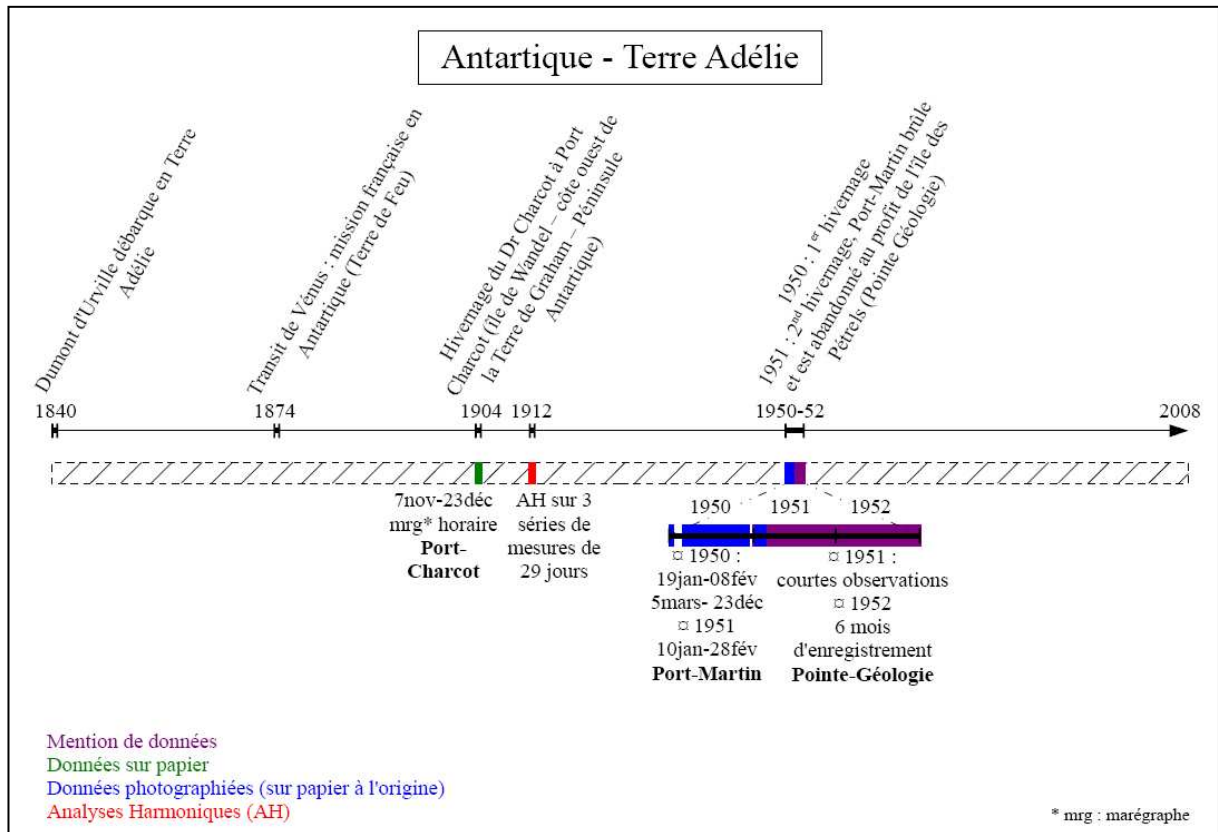 Antartique - Terre Adélie
Dumont d'Urville débarque en Terre
Adélie
Transit de Vénus : mission française en
Antartique (Terre de Feu)
Hivernage du Dr Charcot à Port
Charcot (île de Wandel – côte ouest de
la Terre de Graham – Péninsule
Antartique)
1950 : 1er hivernage
1951 : 2nd hivernage, Port-Martin brûle
et est abandonné au profit de l'île des
Pétrels (Pointe Géologie)
1840
1874
1904
1912
1950-52
2008
7nov-23déc
mrg* horaire
Port-
Charcot
AH sur 3
séries de
mesures de
29 jours
1950
1951
1952
¤ 1950 :
19jan-08fév
5mars- 23déc
¤ 1951
10jan-28fév
Port-Martin
¤ 1951 :
courtes observations
¤ 1952
6 mois
d'enregistrement
Pointe-Géologie
Mention de données
Données sur papier
Données photographiées (sur papier à l'origine)
Analyses Harmoniques (AH)
* mrg : marégraphe